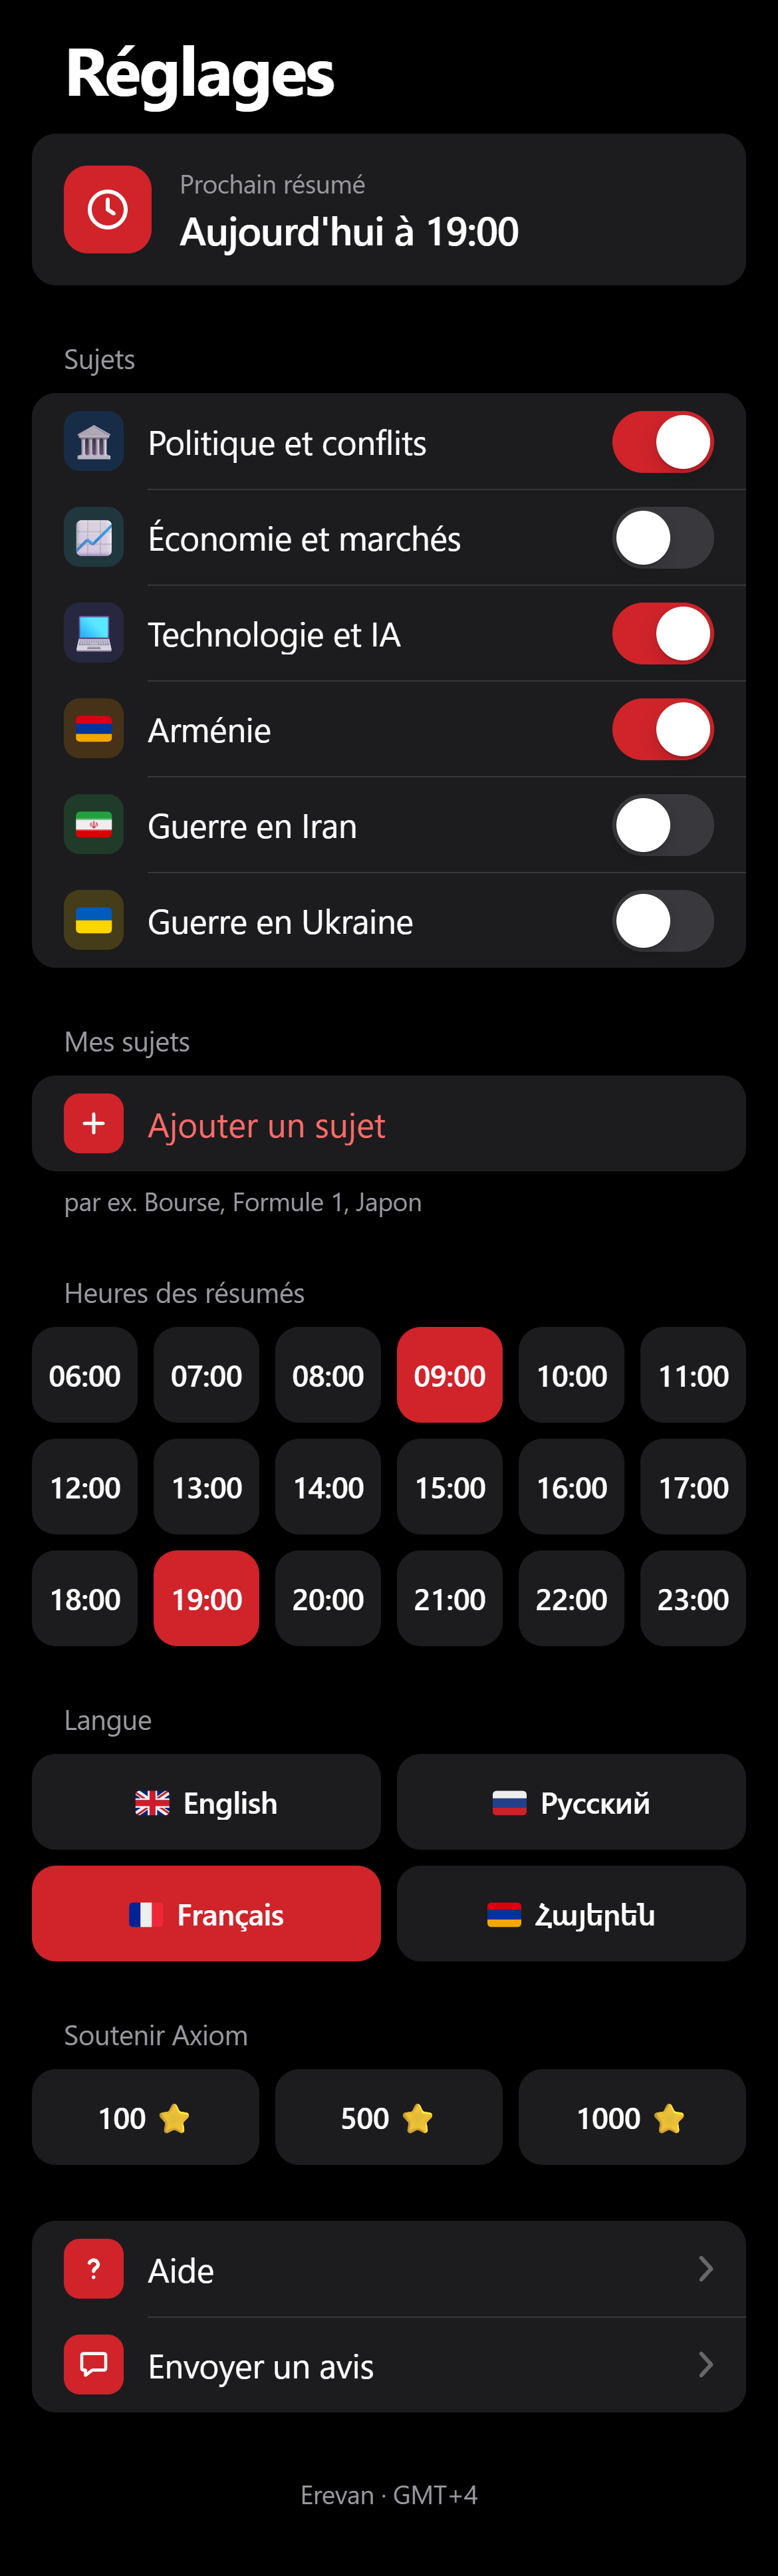 Réglages
Prochain résumé
Aujourd'hui à 19:00
Sujets
Politique et conflits
Économie et marchés
Technologie et IA
Arménie
Guerre en Iran
Guerre en Ukraine
Mes sujets
Ajouter un sujet
par ex. Bourse, Formule 1, Japon
Heures des résumés
06:00 07:00 08:00 09:00 10:00 11:00
12:00 13:00 14:00 15:00 16:00 17:00
18:00 19:00 20:00 21:00 22:00 23:00
Langue
English Русский
Français Հայերեն
Soutenir Axiom
100 500 1000
? Aide
Envoyer un avis
Erevan · GMT+4